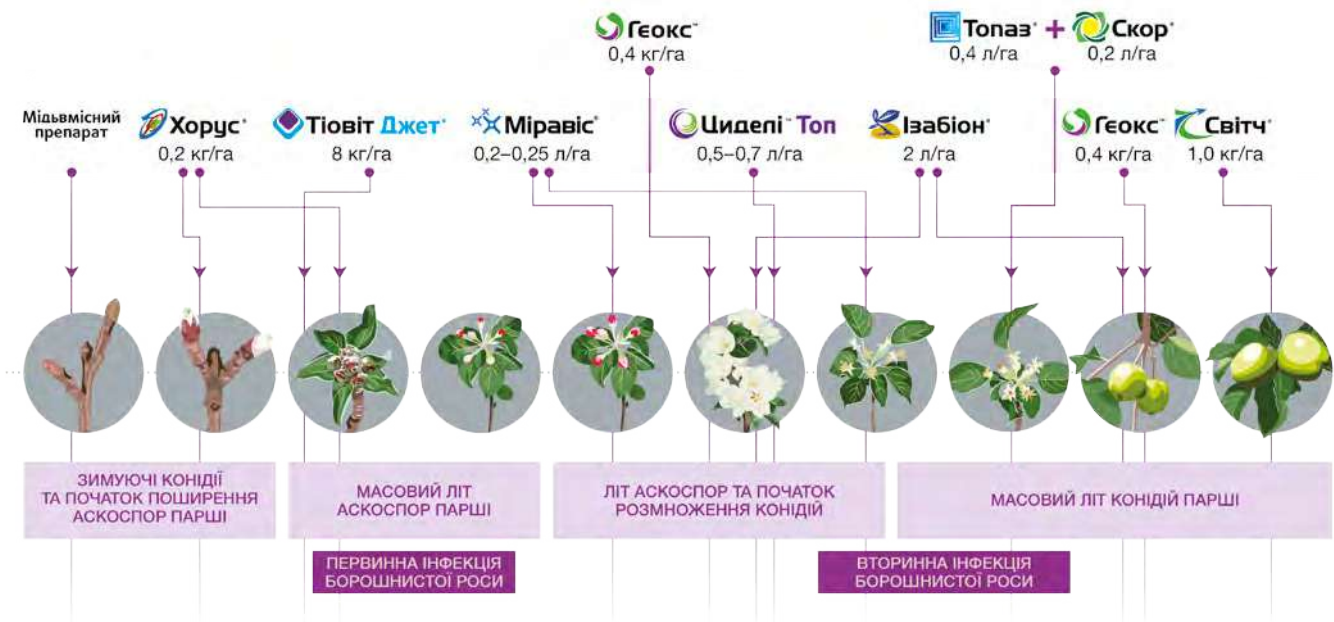 Геокс™
0,4 кг/га
Топаз® + Скор®
0,4 л/га 0,2 л/га
Мідьвмісний
препарат
Хорус®
0,2 кг/га
Тіовіт Джет®
8 кг/га
Міравіс®
0,2–0,25 л/га
Циделі™ Топ
0,5–0,7 л/га
Ізабіон®
2 л/га
Геокс™
0,4 кг/га
Світч®
1,0 кг/га
ЗИМУЮЧІ КОНІДІЇ
ТА ПОЧАТОК ПОШИРЕННЯ
АСКОСПОР ПАРШІ
МАСОВИЙ ЛІТ
АСКОСПОР ПАРШІ
ЛІТ АСКОСПОР ТА ПОЧАТОК
РОЗМНОЖЕННЯ КОНІДІЙ
МАСОВИЙ ЛІТ КОНІДІЙ ПАРШІ
ПЕРВИННА ІНФЕКЦІЯ
БОРОШНИСТОЇ РОСИ
ВТОРИННА ІНФЕКЦІЯ
БОРОШНИСТОЇ РОСИ